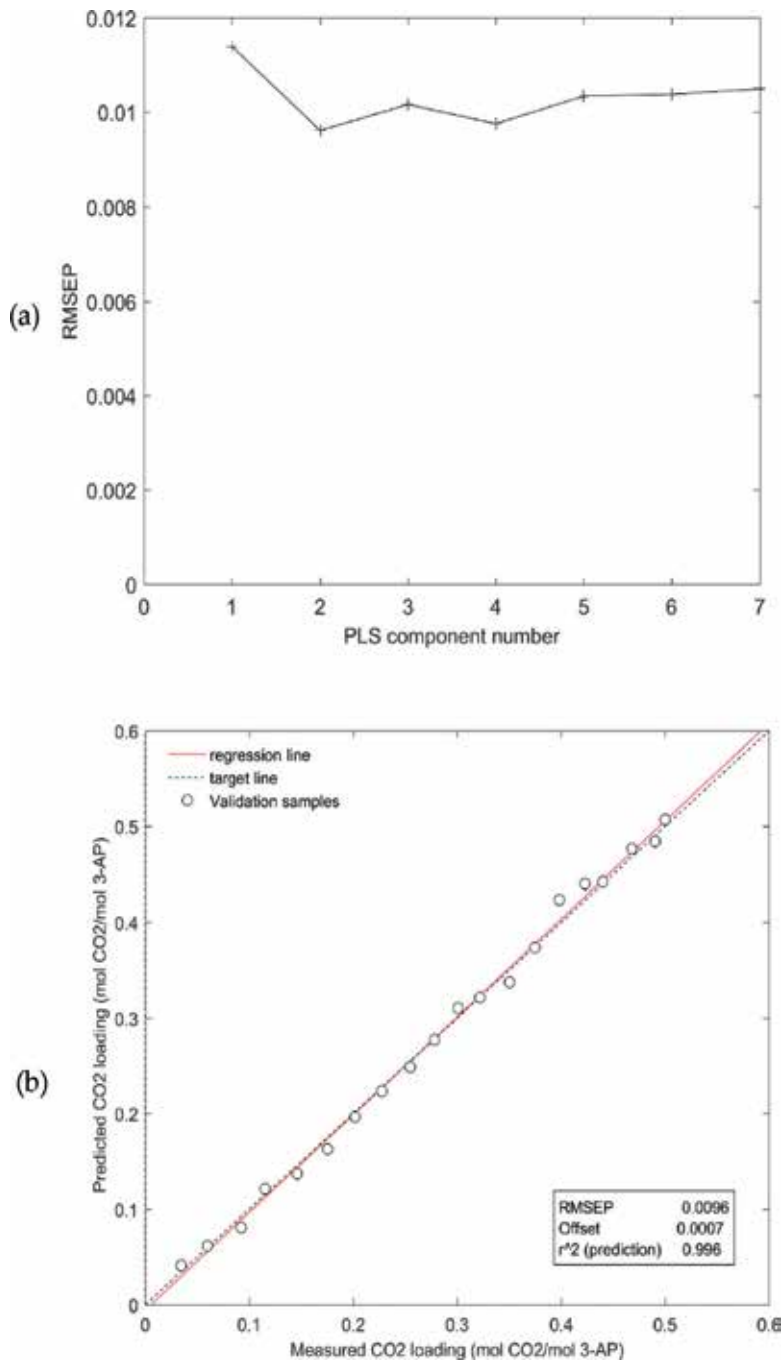 (a)
RMSEP
0.012
0.01
0.008
0.006
0.004
0.002
0
0 1 2 3 4 5 6 7
PLS component number
(b)
Predicted CO2 loading (mol CO2/mol 3-AP)
0.6
0.5
0.4
0.3
0.2
0.1
0
regression line
target line
Validation samples
RMSEP 0.0096
Offset 0.0007
r^2 (prediction) 0.996
0 0.1 0.2 0.3 0.4 0.5 0.6
Measured CO2 loading (mol CO2/mol 3-AP)